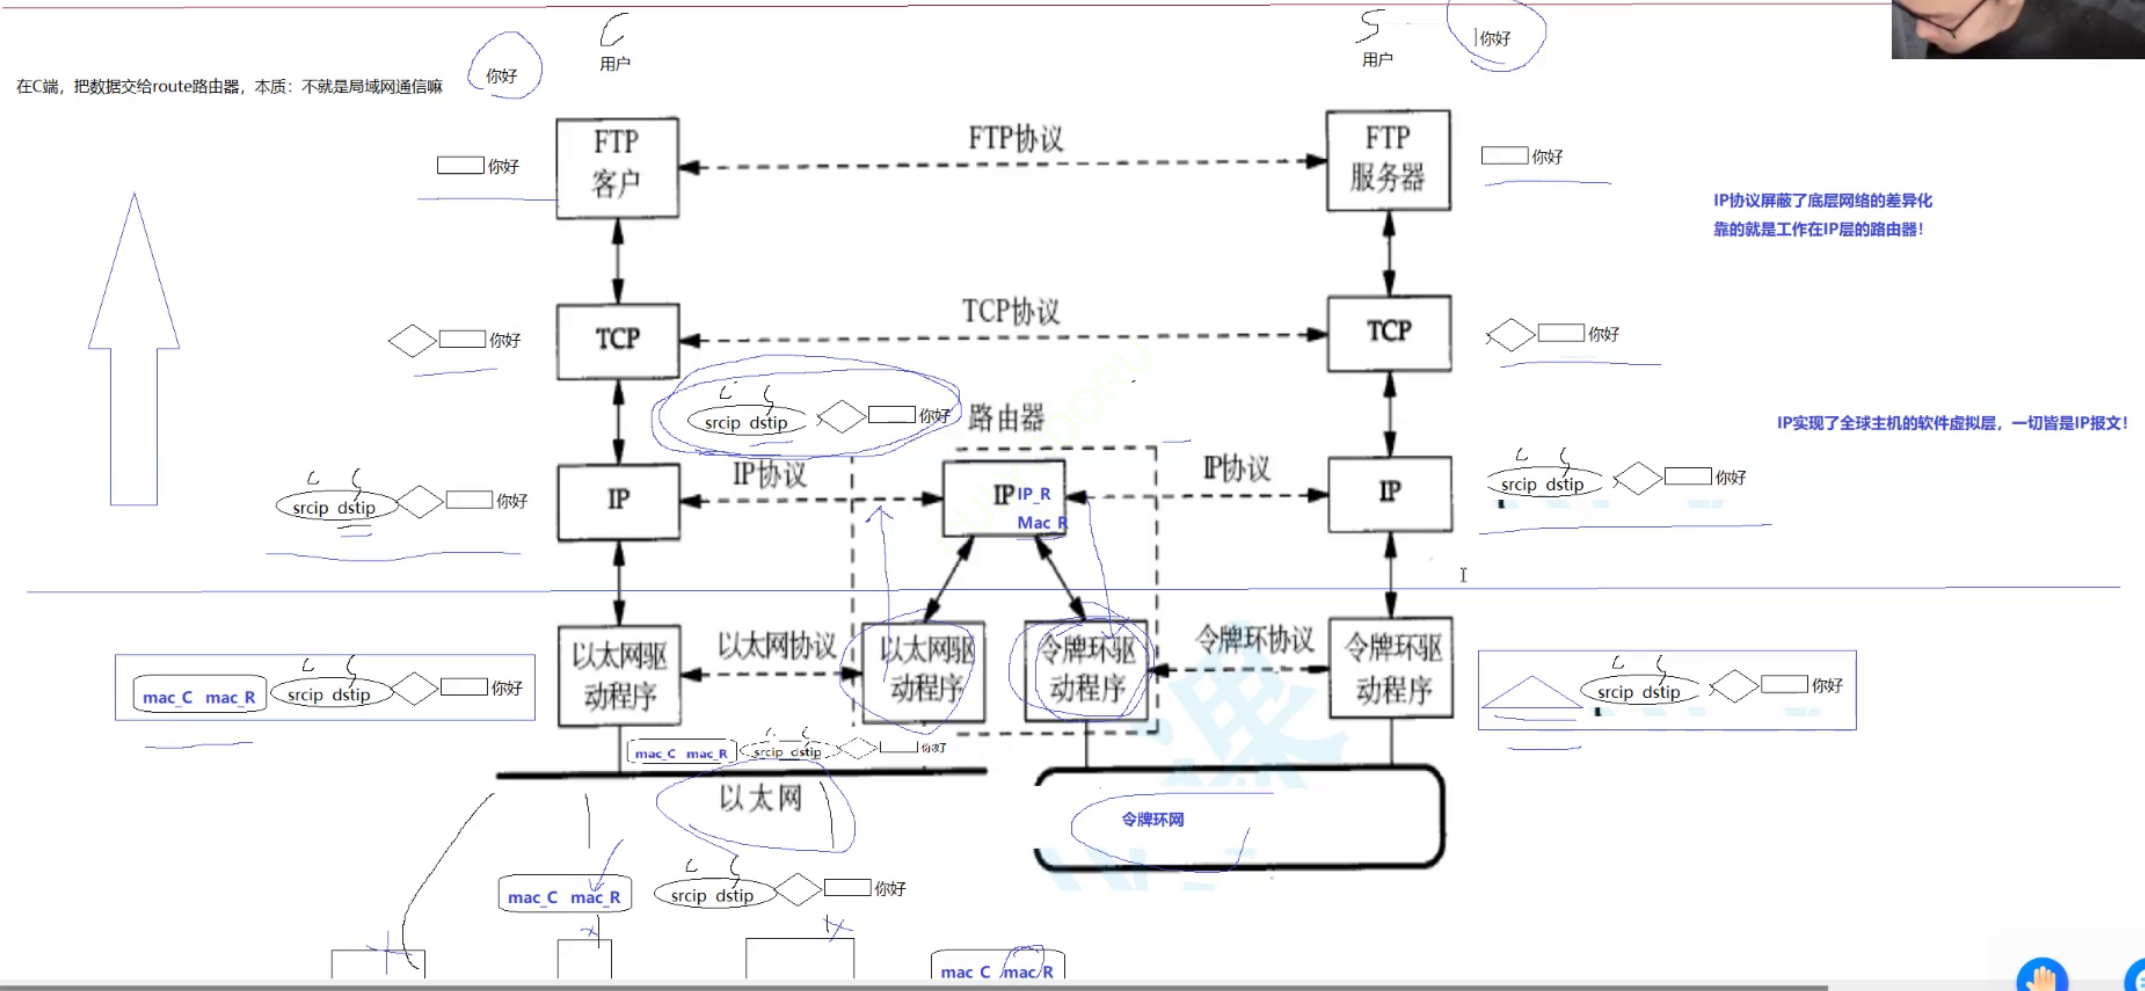 C
S
你好
用户
用户
你好
在C端，把数据交给route路由器，本质：不就是局域网通信嘛
你好
FTP
客户
FTP协议
FTP
服务器
你好
IP协议屏蔽了底层网络的差异化
靠的就是工作在IP层的路由器！
你好
TCP
TCP协议
TCP
你好
C S
srcip dstip
你好
路由器
IP实现了全球主机的软件虚拟层，一切皆是IP报文！
C S
srcip dstip
你好
IP
IP协议
IP
IP_R
Mac_R
IP协议
IP
C S
srcip dstip
你好
C S
mac_C mac_R
srcip dstip
你好
以太网驱
动程序
以太网协议
以太网驱
动程序
令牌环驱
动程序
令牌环协议
令牌环驱
动程序
C S
srcip dstip
你好
mac_C mac_R
srcip dstip
以太网
令牌环网
mac_C mac_R
C S
srcip dstip
你好
mac_C mac_R